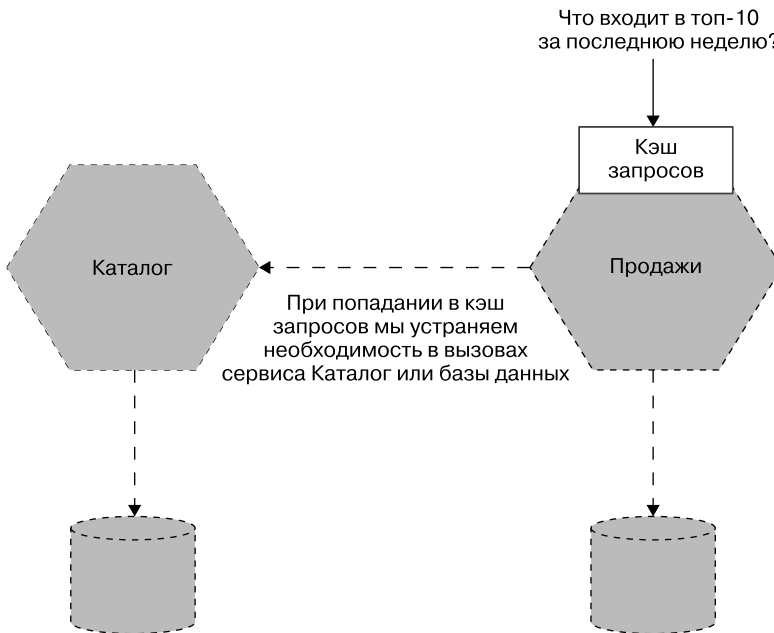 Что входит в топ-10
за последнюю неделю?
Кэш
запросов
Каталог
Продажи
При попадании в кэш
запросов мы устраняем
необходимость в вызовах
сервиса Каталог или базы данных